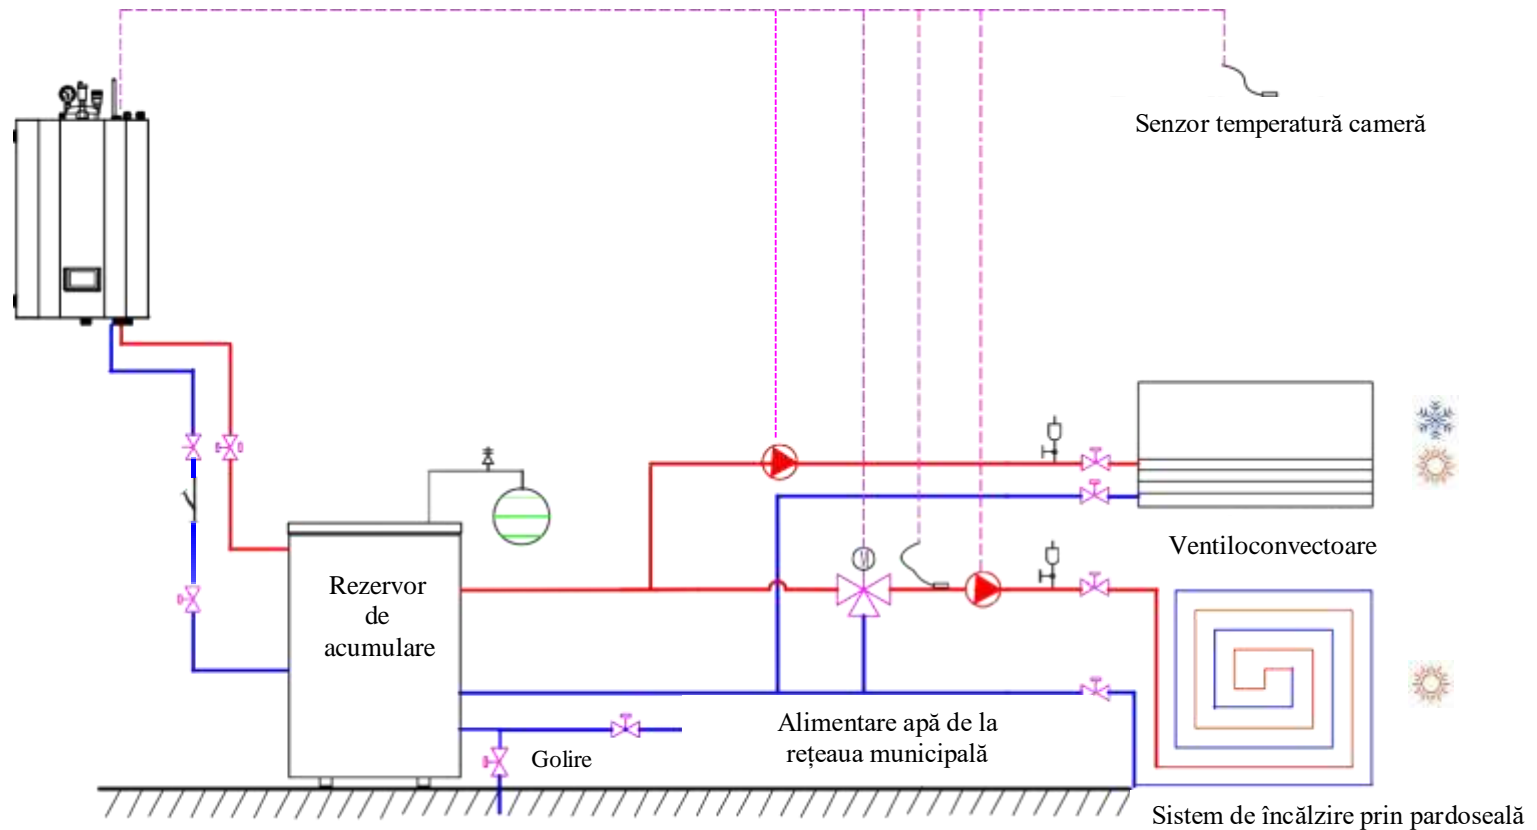 Senzor temperatură cameră
Ventiloconvectoare
Rezervor
de
acumulare
Alimentare apă de la
rețeaua municipală
Golire
Sistem de încălzire prin pardoseală